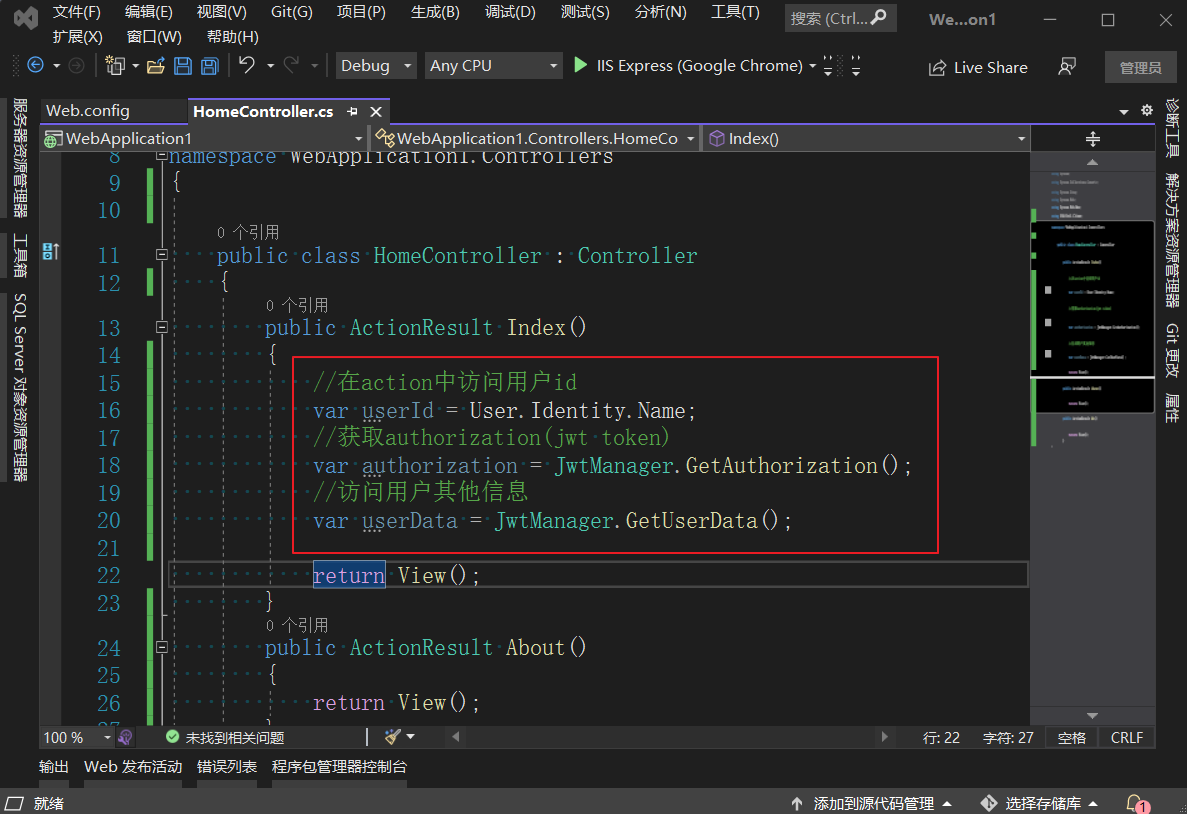 文件(F) 编辑(E) 视图(V) Git(G) 项目(P) 生成(B) 调试(D) 测试(S) 分析(N) 工具(T) 搜索 (Ctrl... We...on1
扩展(X) 窗口(W) 帮助(H)
Debug Any CPU IIS Express (Google Chrome) Live Share 管理员
服务器资源管理器
工具箱
SQL Server 对象资源管理器
Web.config HomeController.cs
WebApplication1 WebApplication1.Controllers.HomeCo Index()
8 namespace WebApplication1.Controllers
9 {
10
0 个引用
11 public class HomeController : Controller
12 {
0 个引用
13 public ActionResult Index()
14 {
15 //在action中访问用户id
16 var userId = User.Identity.Name;
17 //获取authorization(jwt token)
18 var authorization = JwtManager.GetAuthorization();
19 //访问用户其他信息
20 var userData = JwtManager.GetUserData();
21
22 return View();
23 }
0 个引用
24 public ActionResult About()
25 {
26 return View();
27 }
诊断工具
解决方案资源管理器
Git 更改
属性
100 % 未找到相关问题 行: 22 字符: 27 空格 CRLF
输出 Web 发布活动 错误列表 程序包管理器控制台
就绪 添加到源代码管理 选择存储库 1